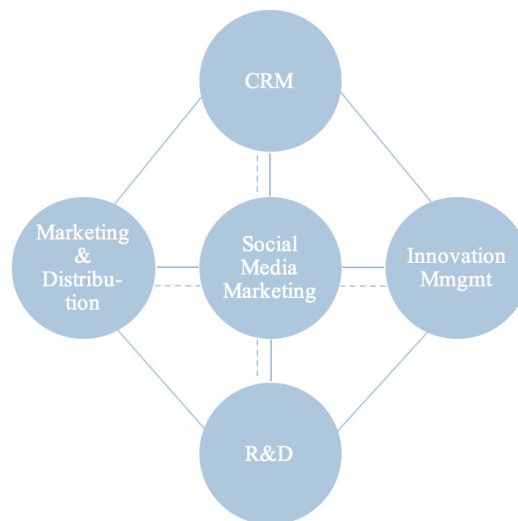 CRM
Marketing
&
Distribu-
tion
Social
Media
Marketing
Innovation
Mmgmt
R&D